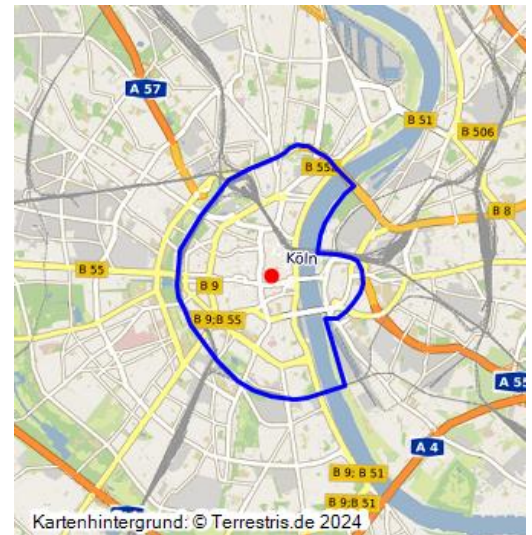 A 57
B 51
B 506
B 55a
B 8
Köln
B 55
B 9
B 9;B 55
A 55
A 4
B 9; B 51
B 9;B 51
Kartenhintergrund: © Terrestris.de 2024